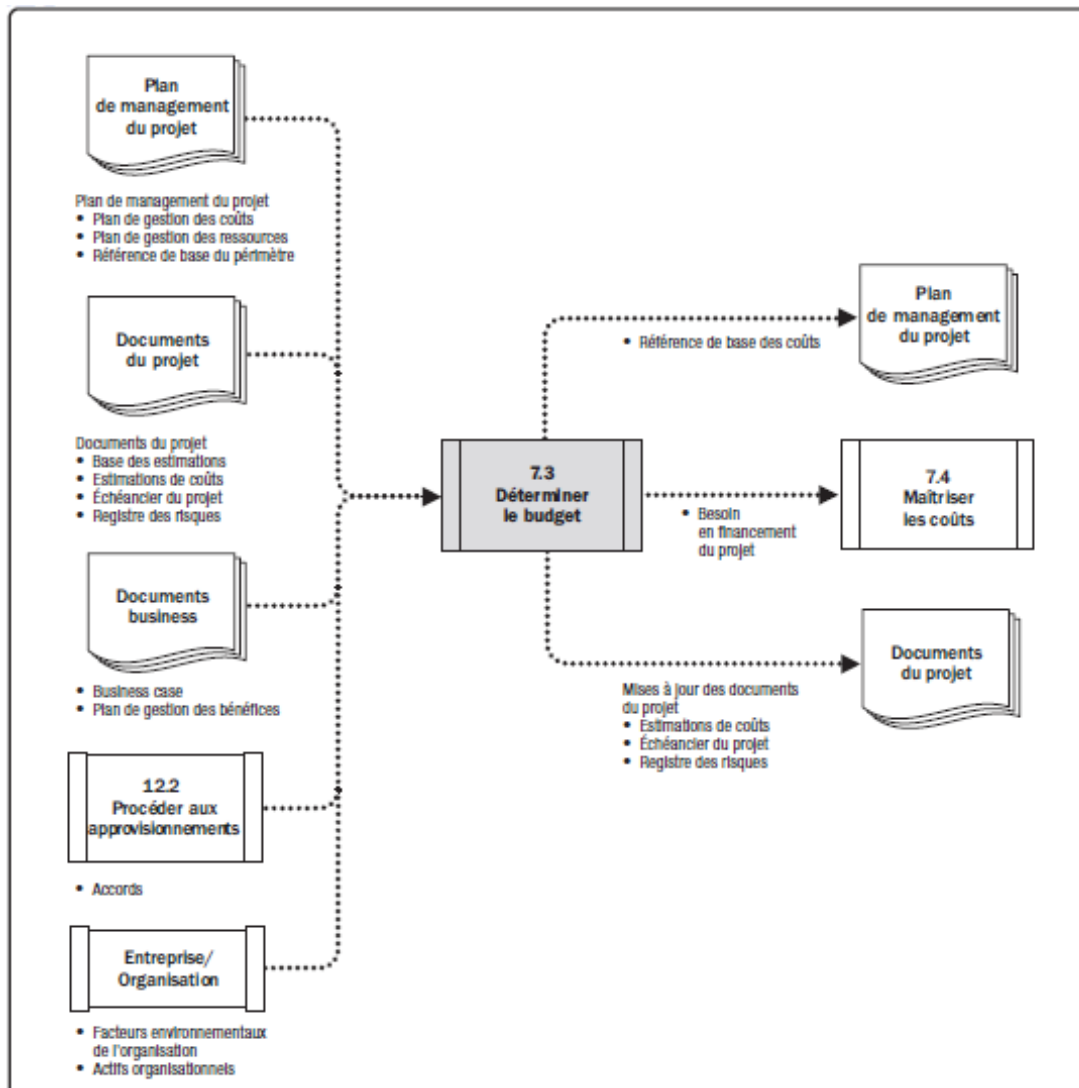 Plan
de management
du projet
Plan de management du projet
• Plan de gestion des coûts
• Plan de gestion des ressources
• Référence de base du périmètre
Documents
du projet
Documents du projet
• Base des estimations
• Estimations de coûts
• Échéancier du projet
• Registre des risques
Documents
business
• Business case
• Plan de gestion des bénéfices
12.2
Procéder aux
approvisionnements
• Accords
Entreprise/
Organisation
• Facteurs environnementaux
de l'organisation
• Actifs organisationnels
7.3
Déterminer
le budget
• Référence de base des coûts
Plan
de management
du projet
• Besoin
en financement
du projet
7.4
Maîtriser
les coûts
Mises à jour des documents
du projet
• Estimations de coûts
• Échéancier du projet
• Registre des risques
Documents
du projet